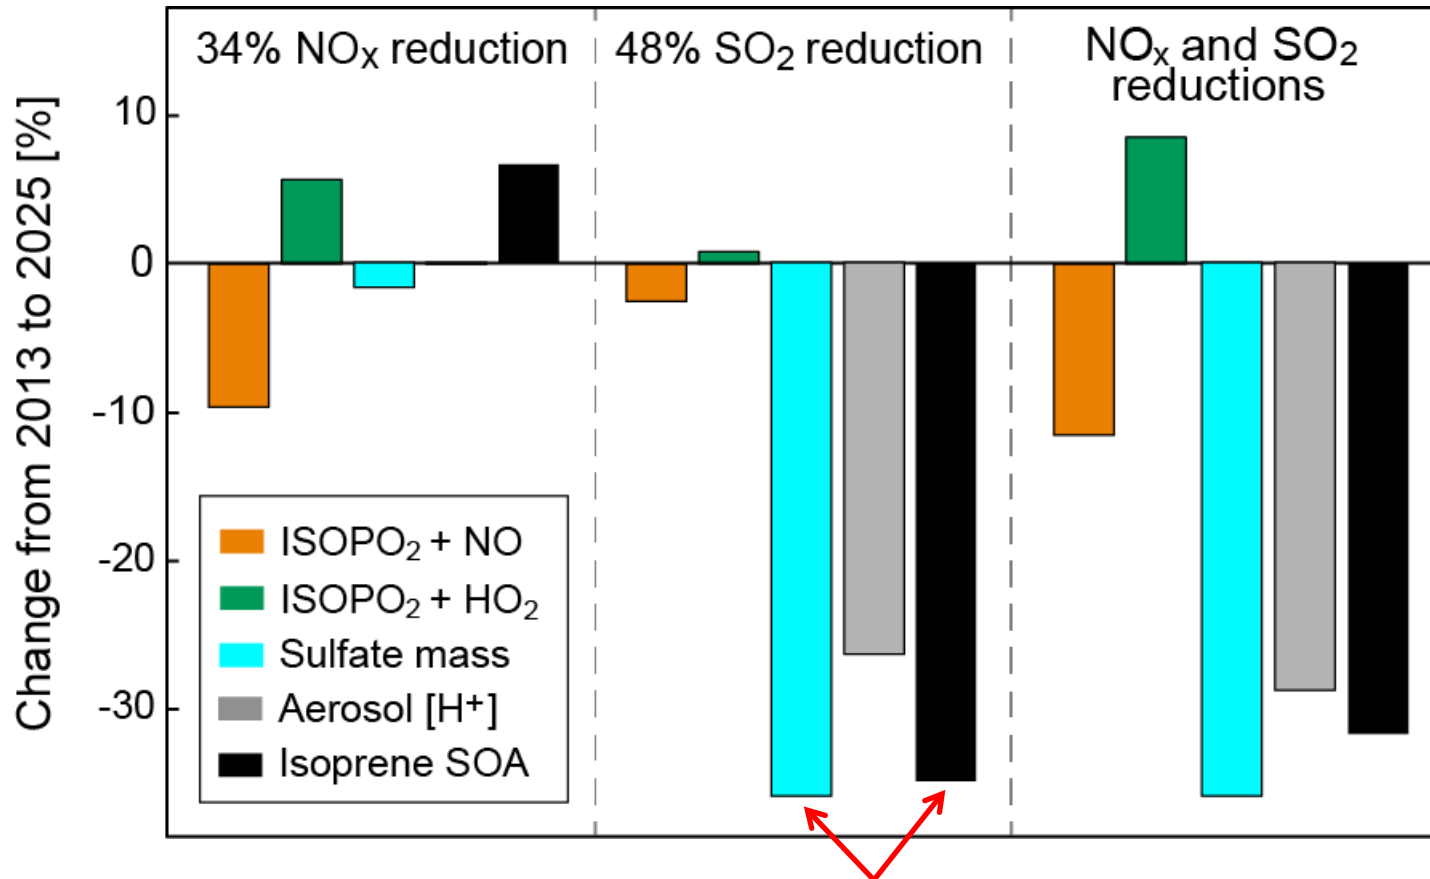 34% NOx reduction
48% SO2 reduction
NOx and SO2
reductions
Change from 2013 to 2025 [%]
10
0
-10
-20
-30
ISOPO2 + NO
ISOPO2 + HO2
Sulfate mass
Aerosol [H+]
Isoprene SOA